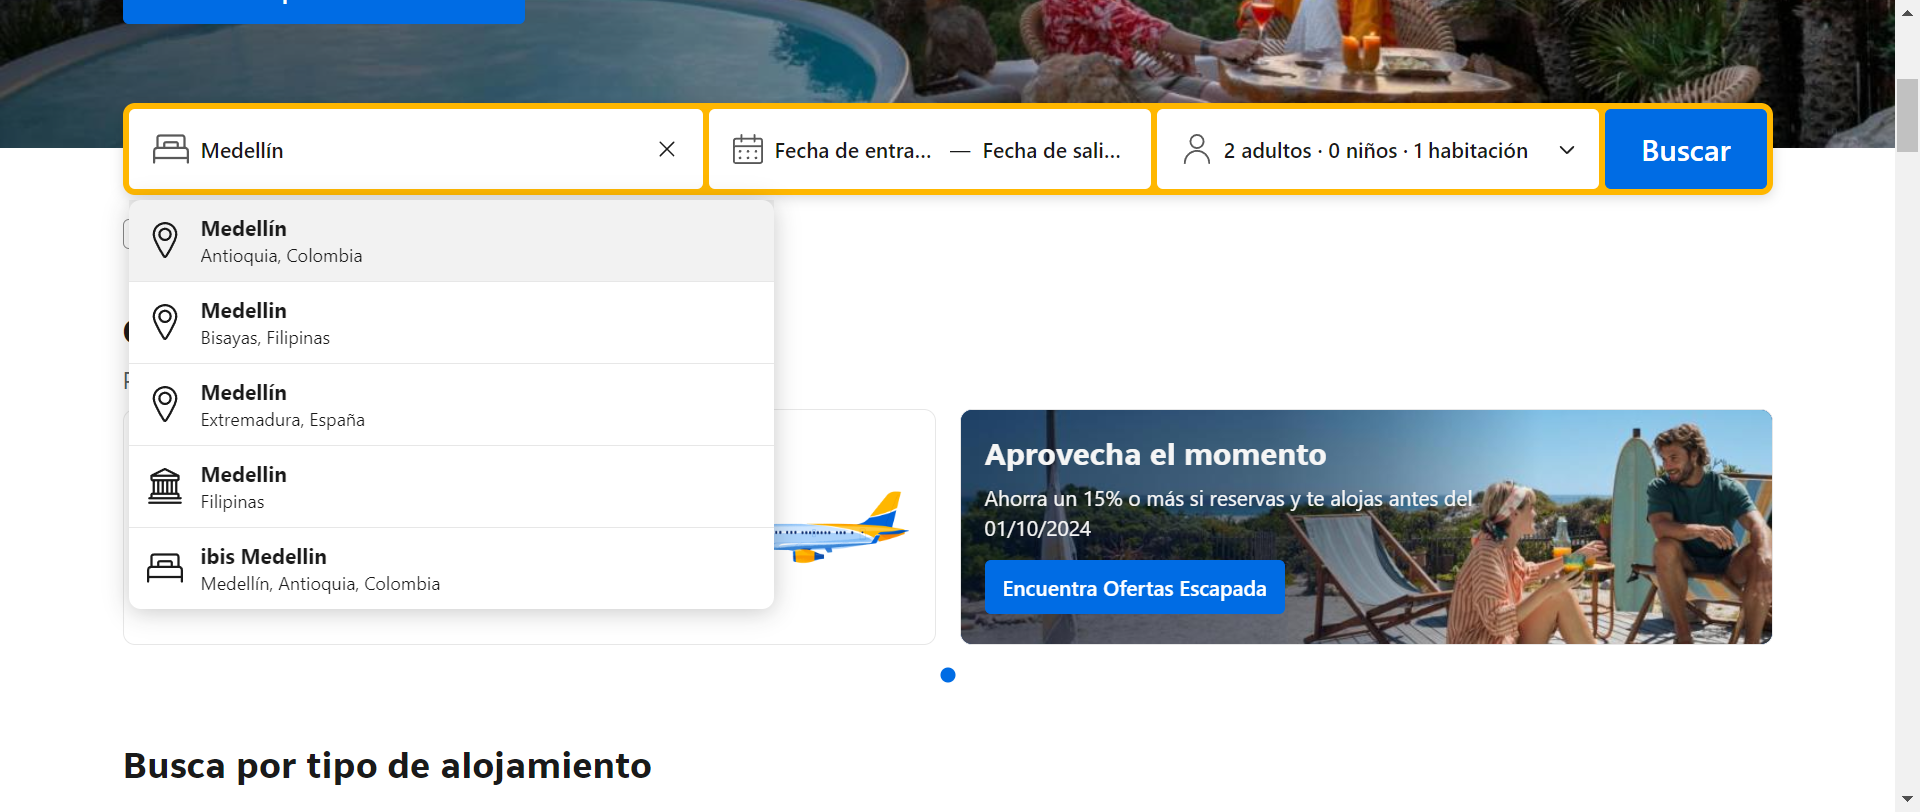 Medellín
Fecha de entra... — Fecha de sali...
2 adultos · 0 niños · 1 habitación
Buscar
Medellín
Antioquia, Colombia
Medellin
Bisayas, Filipinas
Medellín
Extremadura, España
Medellin
Filipinas
ibis Medellin
Medellín, Antioquia, Colombia
Aprovecha el momento
Ahorra un 15% o más si reservas y te alojas antes del
01/10/2024
Encuentra Ofertas Escapada
Busca por tipo de alojamiento